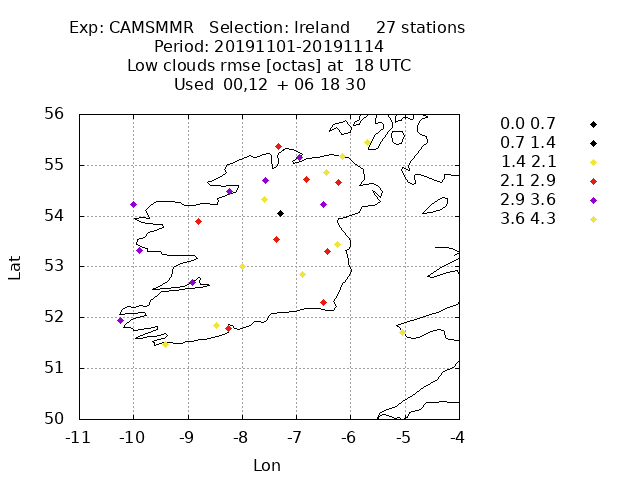 Exp: CAMSMMR   Selection: Ireland     27 stations
Period: 20191101-20191114
Low clouds rmse [octas] at  18 UTC
Used  00,12  + 06 18 30
56
55
54
53
52
51
50
-11 -10 -9 -8 -7 -6 -5 -4
Lat
Lon
0.0 0.7
0.7 1.4
1.4 2.1
2.1 2.9
2.9 3.6
3.6 4.3